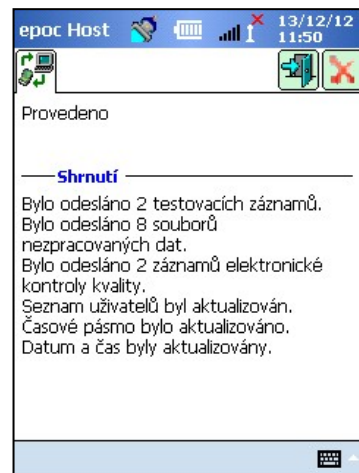 epoc Host 13/12/12
11:50
Provedeno
Shrnutí
Bylo odesláno 2 testovacích záznamů.
Bylo odesláno 8 souborů
nezpracovaných dat.
Bylo odesláno 2 záznamů elektronické
kontroly kvality.
Seznam uživatelů byl aktualizován.
Časové pásmo bylo aktualizováno.
Datum a čas byly aktualizovány.